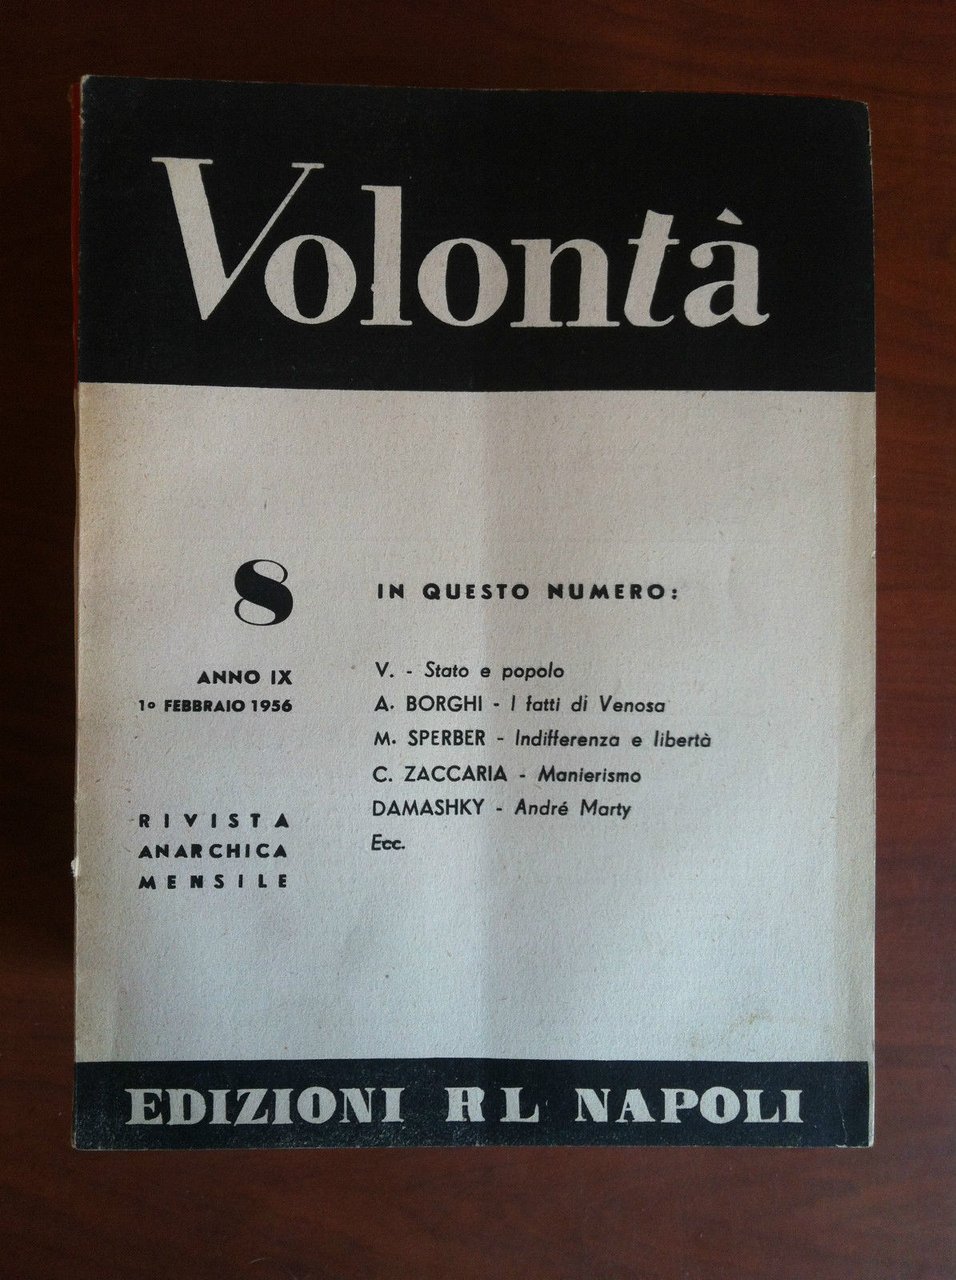 Volontà
8
ANNO IX
1º FEBBRAIO 1956
RIVISTA
ANARCHICA
MENSILE
IN QUESTO NUMERO:
V. - Stato e popolo
A. BORGHI - I fatti di Venosa
M. SPERBER - Indifferenza e libertà
C. ZACCARIA - Manierismo
DAMASHKY - André Marty
Ecc.
EDIZIONI RL NAPOLI